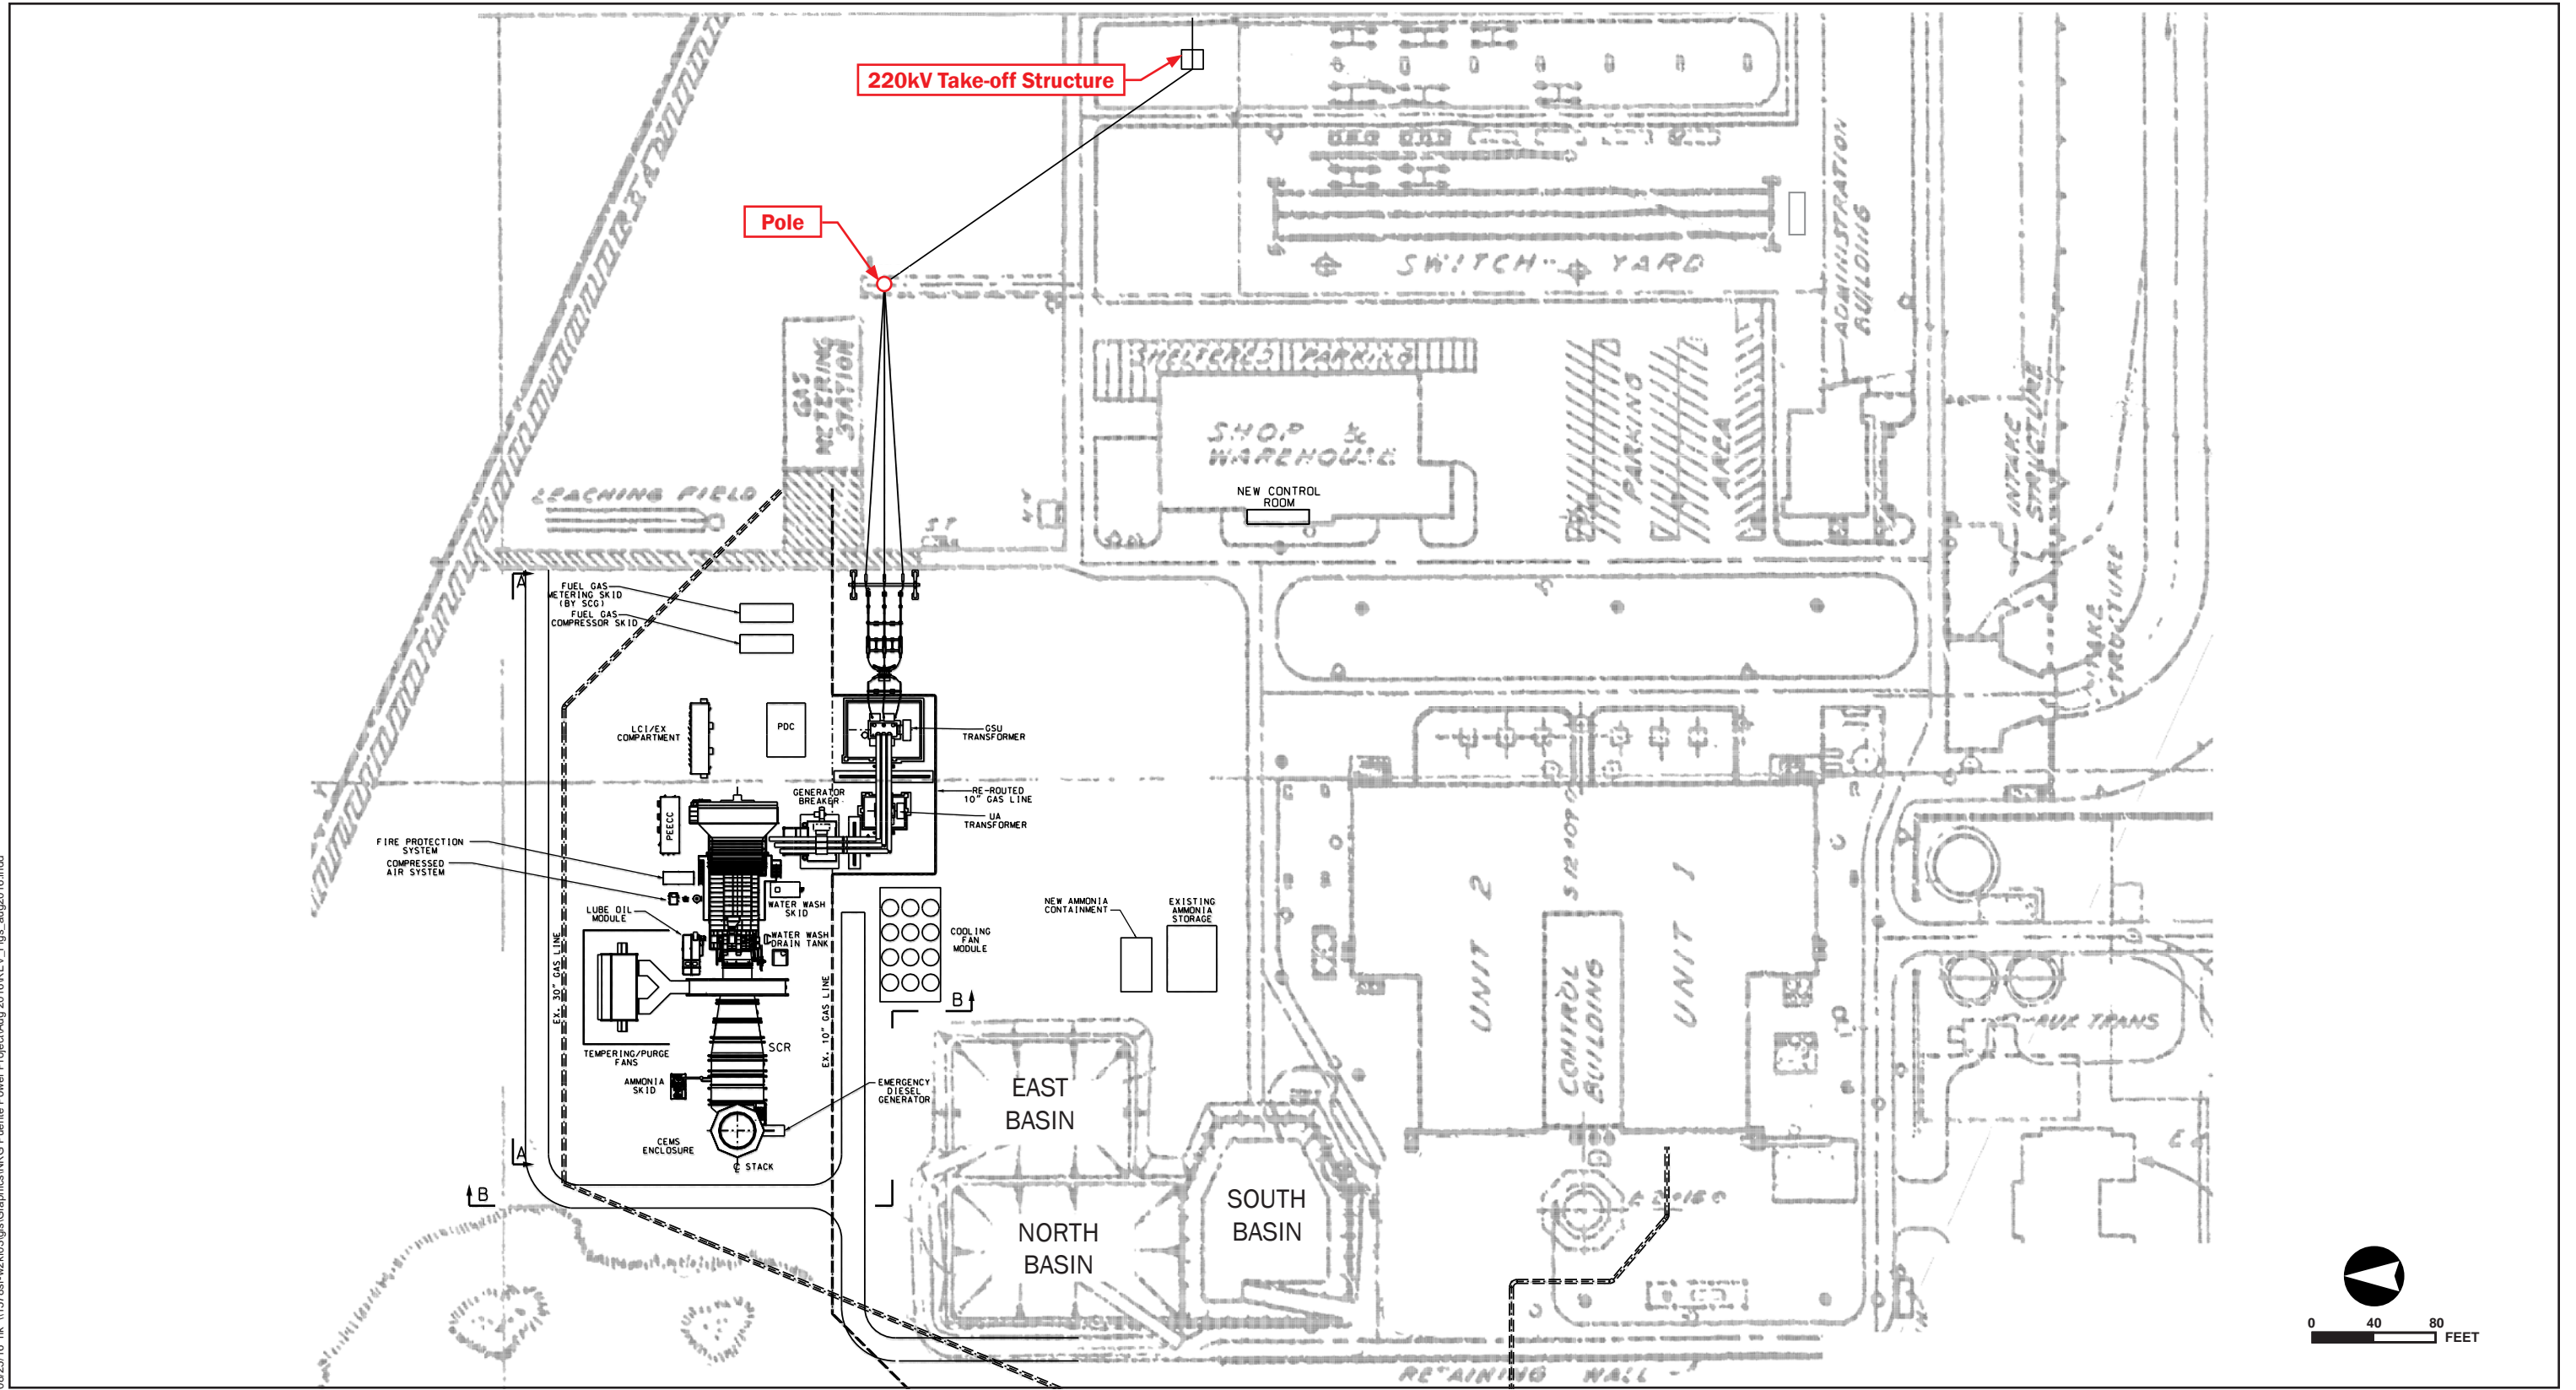 220kV Take-off Structure
Pole
SWITCH YARD
ADMINISTRATION
BUILDING
GAS
METERING
STATION
SHELTERED PARKING
SHOP &
WAREHOUSE
NEW CONTROL
ROOM
PARKING
AREA
INTAKE
STRUCTURE
INTAKE
STRUCTURE
LEACHING FIELD
A
FUEL GAS
METERING SKID
(BY SCG)
FUEL GAS
COMPRESSOR SKID
LCI/EX
COMPARTMENT
PDC
GSU
TRANSFORMER
GENERATOR
BREAKER
RE-ROUTED
10" GAS LINE
UA
TRANSFORMER
PEECC
FIRE PROTECTION
SYSTEM
COMPRESSED
AIR SYSTEM
LUBE OIL
MODULE
WATER WASH
SKID
WATER WASH
DRAIN TANK
COOLING
FAN
MODULE
NEW AMMONIA
CONTAINMENT
EXISTING
AMMONIA
STORAGE
EX. 30" GAS LINE
EX. 10" GAS LINE
B
TEMPERING/PURGE
FANS
SCR
AMMONIA
SKID
EMERGENCY
DIESEL
GENERATOR
CEMS
ENCLOSURE
STACK
A
B
UNIT 2
CONTROL
BUILDING
UNIT 1
AUX TRANS
EAST
BASIN
NORTH
BASIN
SOUTH
BASIN
RETAINING WALL
0 40 80
FEET